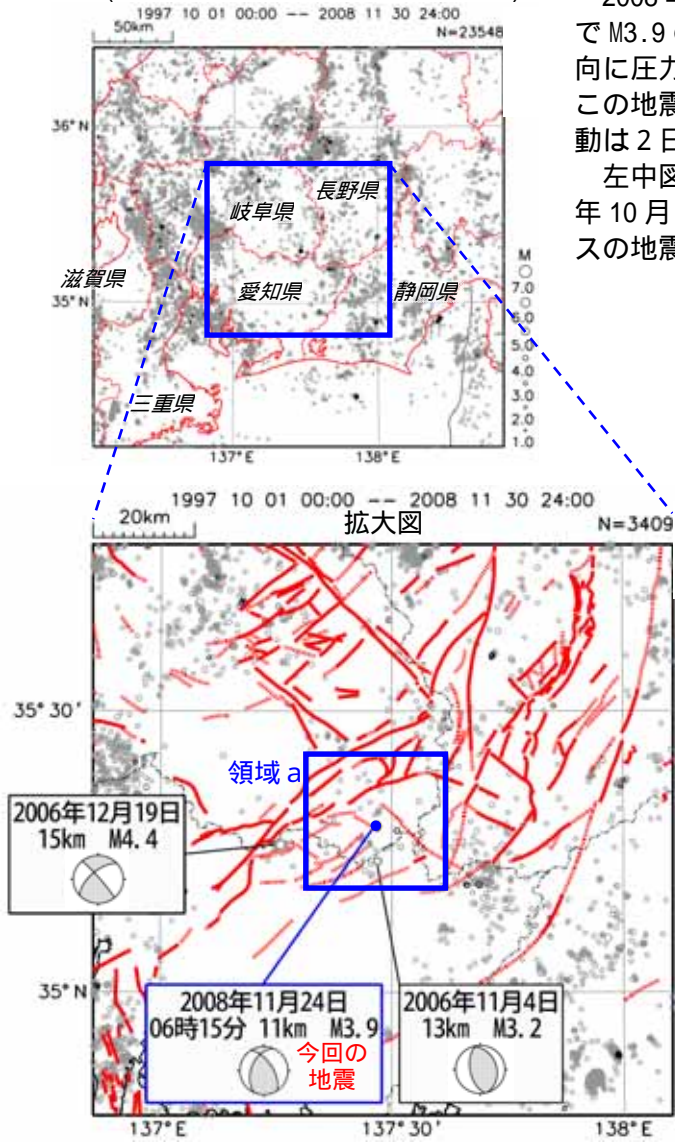 1997 10 01 00:00 -- 2008 11 30 24:00
50km
N=23548
2008
で M3.9
向に圧力
この地震
動は 2 日
左中図
年 10 月
スの地震
36°N
35°N
岐阜県
長野県
滋賀県
愛知県
静岡県
三重県
M
7.0
6.0
5.0
4.0
3.0
2.0
1.0
137°E
138°E
1997 10 01 00:00 -- 2008 11 30 24:00
20km
拡大図
N=3409
35°30'
領域 a
2006年12月19日
15km M4.4
35°N
2008年11月24日
06時15分 11km M3.9
今回の
地震
2006年11月4日
13km M3.2
137°E
137°30'
138°E